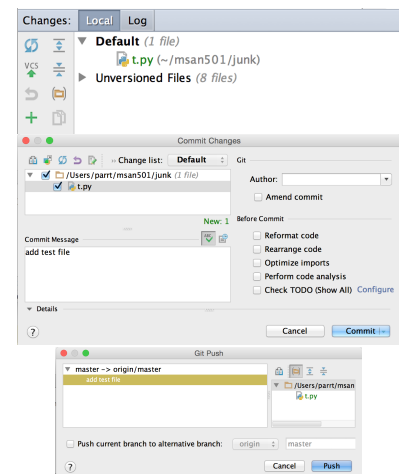 Changes: Local Log
Default (1 file)
t.py (~/msan501/junk)
Unversioned Files (8 files)
VCS
Commit Changes
Change list: Default
Git
/Users/parrt/msan501/junk (1 file)
t.py
Author:
Amend commit
New: 1
Before Commit
Commit Message
add test file
Reformat code
Rearrange code
Optimize imports
Perform code analysis
Check TODO (Show All) Configure
Details
? Cancel Commit
Git Push
master -> origin/master
add test file
/Users/parrt/msan
t.py
Push current branch to alternative branch: origin master
? Cancel Push